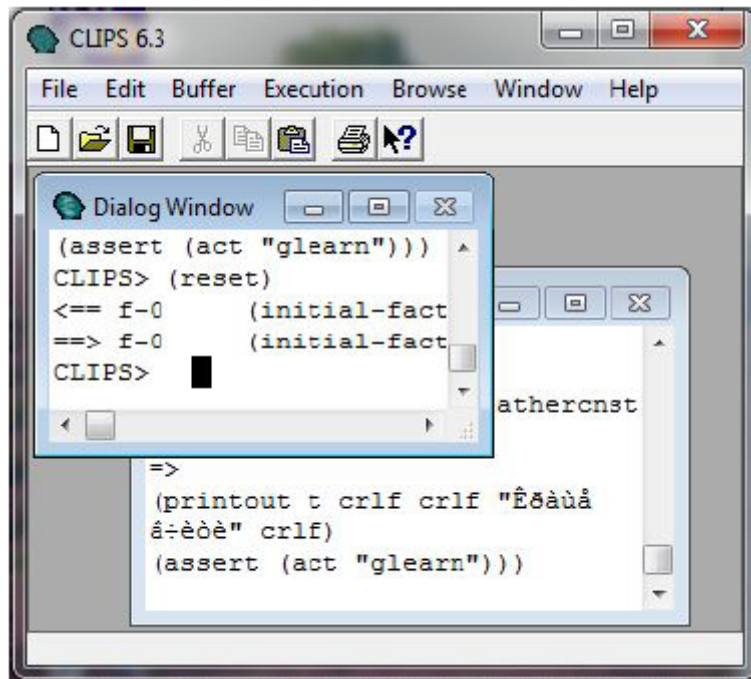 CLIPS 6.3
File Edit Buffer Execution Browse Window Help
Dialog Window
(assert (act "glearn")))
CLIPS> (reset)
<== f-0 (initial-fact
==> f-0 (initial-fact
CLIPS>
athercnst
=>
(printout t crlf crlf "Êðàùå
â÷èòè" crlf)
(assert (act "glearn")))